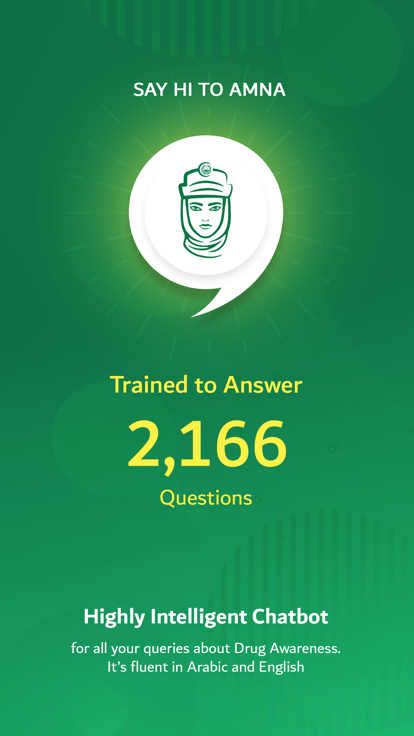 SAY HI TO AMNA
Trained to Answer
2,166
Questions
Highly Intelligent Chatbot
for all your queries about Drug Awareness.
It's fluent in Arabic and English